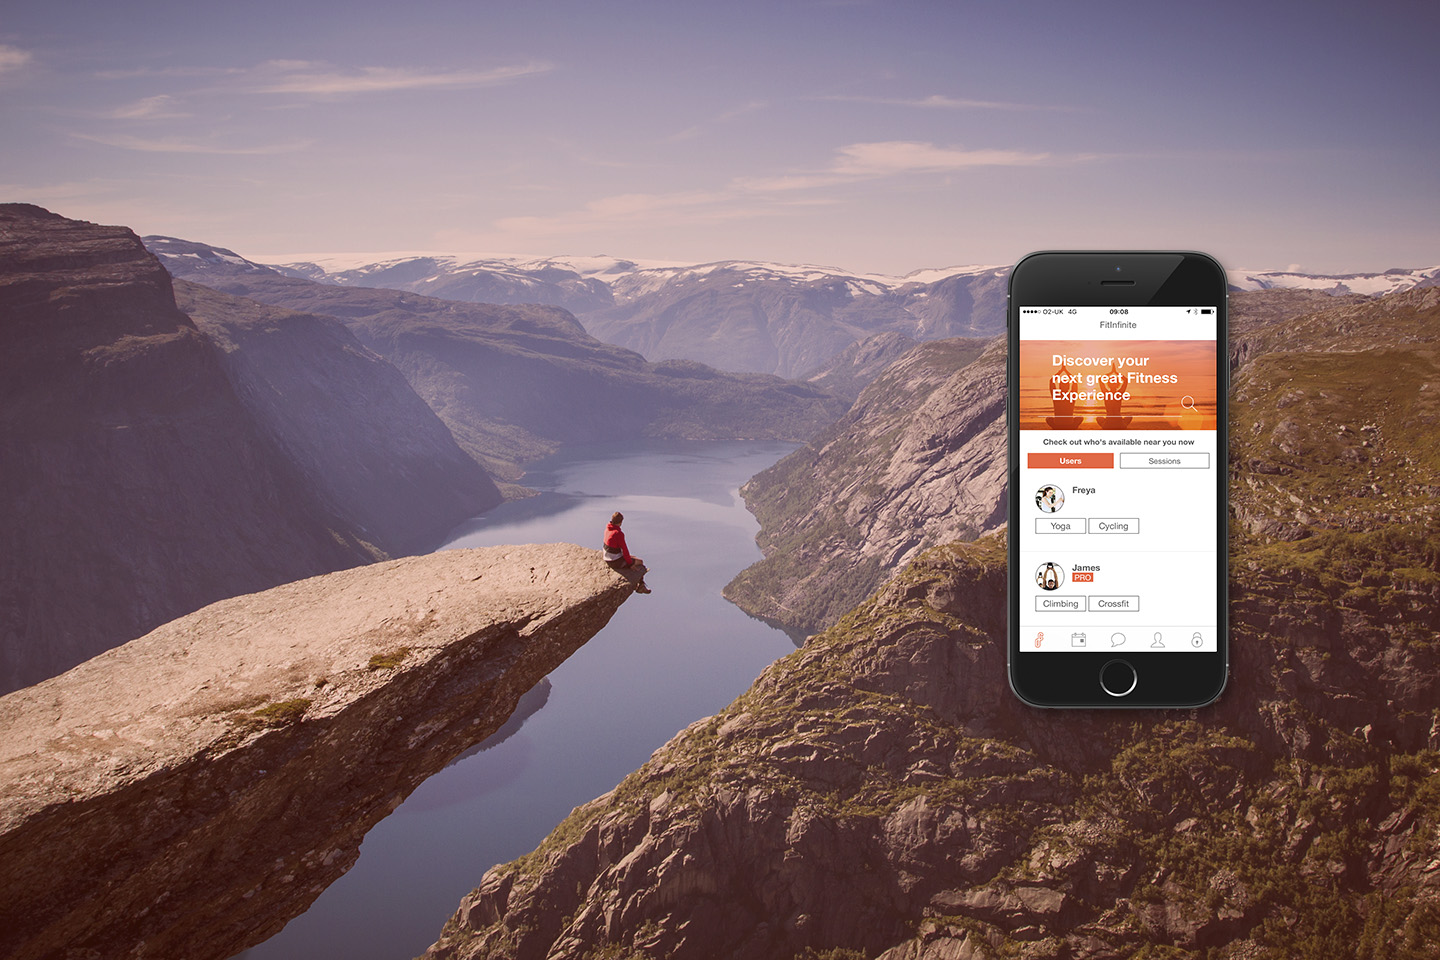 O2-UK 4G 09:08
FitInfinite
Discover your
next great Fitness
Experience
Check out who's available near you now
Users Sessions
Freya
Yoga Cycling
James
PRO
Climbing Crossfit